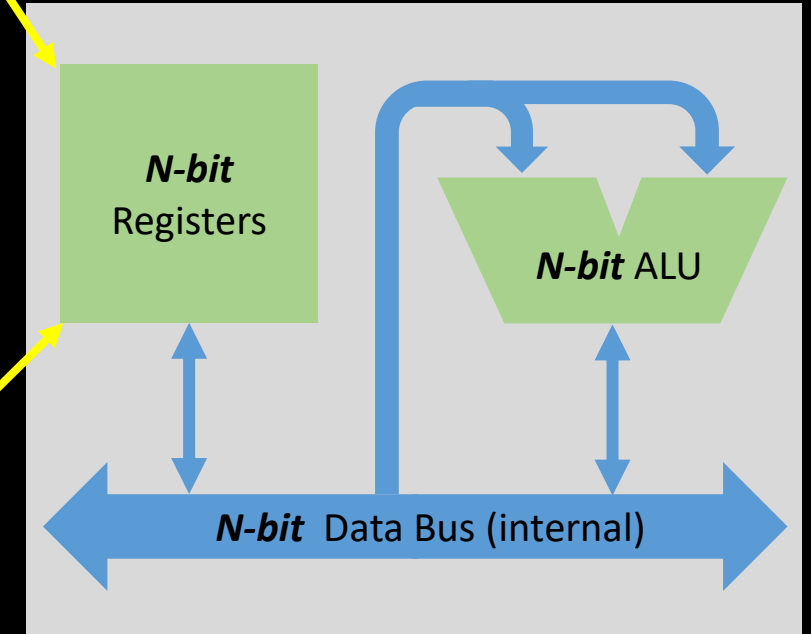 N-bit
Registers
N-bit ALU
N-bit Data Bus (internal)